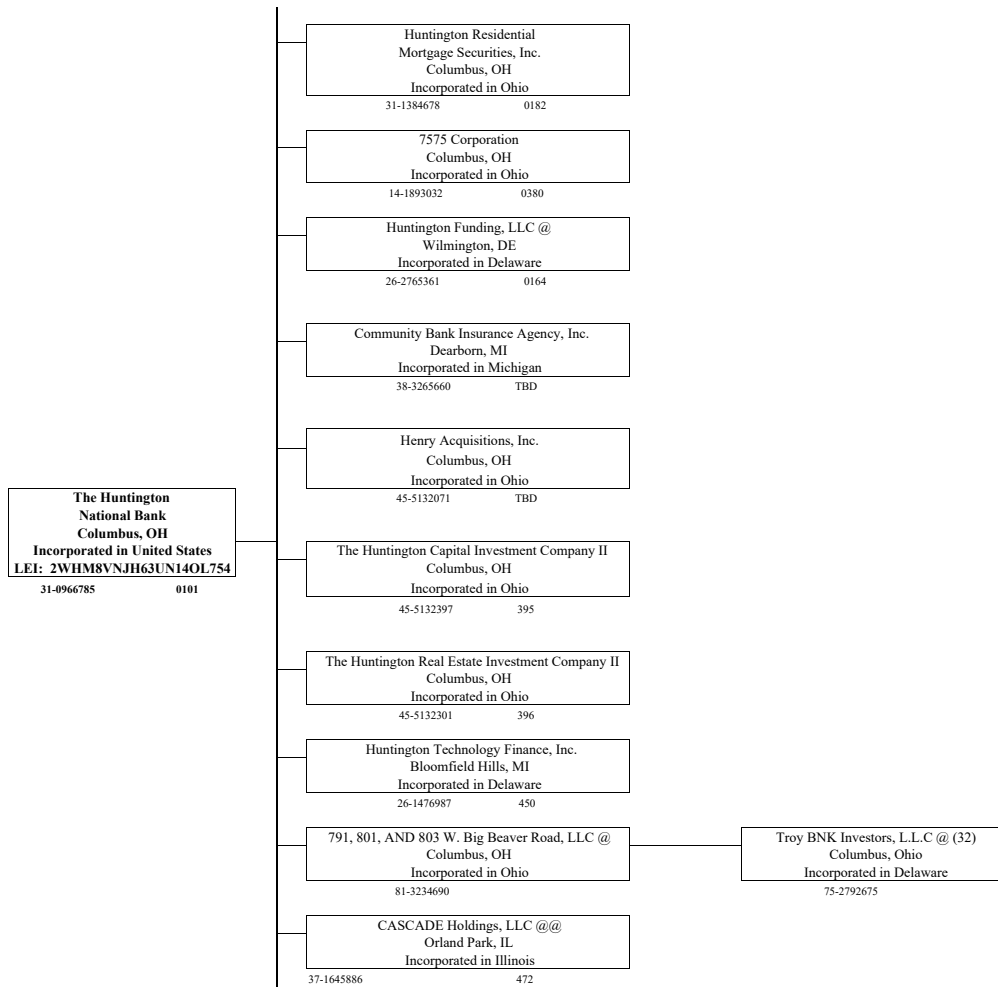 Huntington Residential
Mortgage Securities, Inc.
Columbus, OH
Incorporated in Ohio
31-1384678 0182
7575 Corporation
Columbus, OH
Incorporated in Ohio
14-1893032 0380
Huntington Funding, LLC @
Wilmington, DE
Incorporated in Delaware
26-2765361 0164
Community Bank Insurance Agency, Inc.
Dearborn, MI
Incorporated in Michigan
38-3265660 TBD
Henry Acquisitions, Inc.
Columbus, OH
Incorporated in Ohio
45-5132071 TBD
The Huntington
National Bank
Columbus, OH
Incorporated in United States
LEI: 2WHM8VNJH63UN14OL754
31-0966785 0101
The Huntington Capital Investment Company II
Columbus, OH
Incorporated in Ohio
45-5132397 395
The Huntington Real Estate Investment Company II
Columbus, OH
Incorporated in Ohio
45-5132301 396
Huntington Technology Finance, Inc.
Bloomfield Hills, MI
Incorporated in Delaware
26-1476987 450
791, 801, AND 803 W. Big Beaver Road, LLC @
Columbus, OH
Incorporated in Ohio
81-3234690
Troy BNK Investors, L.L.C @ (32)
Columbus, Ohio
Incorporated in Delaware
75-2792675
CASCADE Holdings, LLC @@
Orland Park, IL
Incorporated in Illinois
37-1645886 472